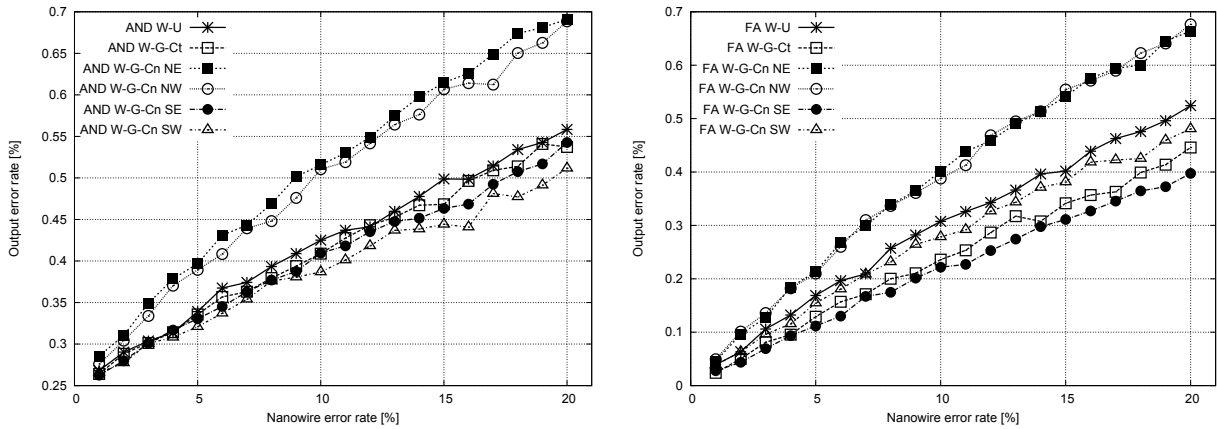 0.7
0.65
0.6
0.55
0.5
0.45
0.4
0.35
0.3
0.25
Output error rate [%]
AND W-U
AND W-G-Ct
AND W-G-Cn NE
AND W-G-Cn NW
AND W-G-Cn SE
AND W-G-Cn SW
0 5 10 15 20
Nanowire error rate [%]
0.7
0.6
0.5
0.4
0.3
0.2
0.1
0
Output error rate [%]
FA W-U
FA W-G-Ct
FA W-G-Cn NE
FA W-G-Cn NW
FA W-G-Cn SE
FA W-G-Cn SW
0 5 10 15 20
Nanowire error rate [%]